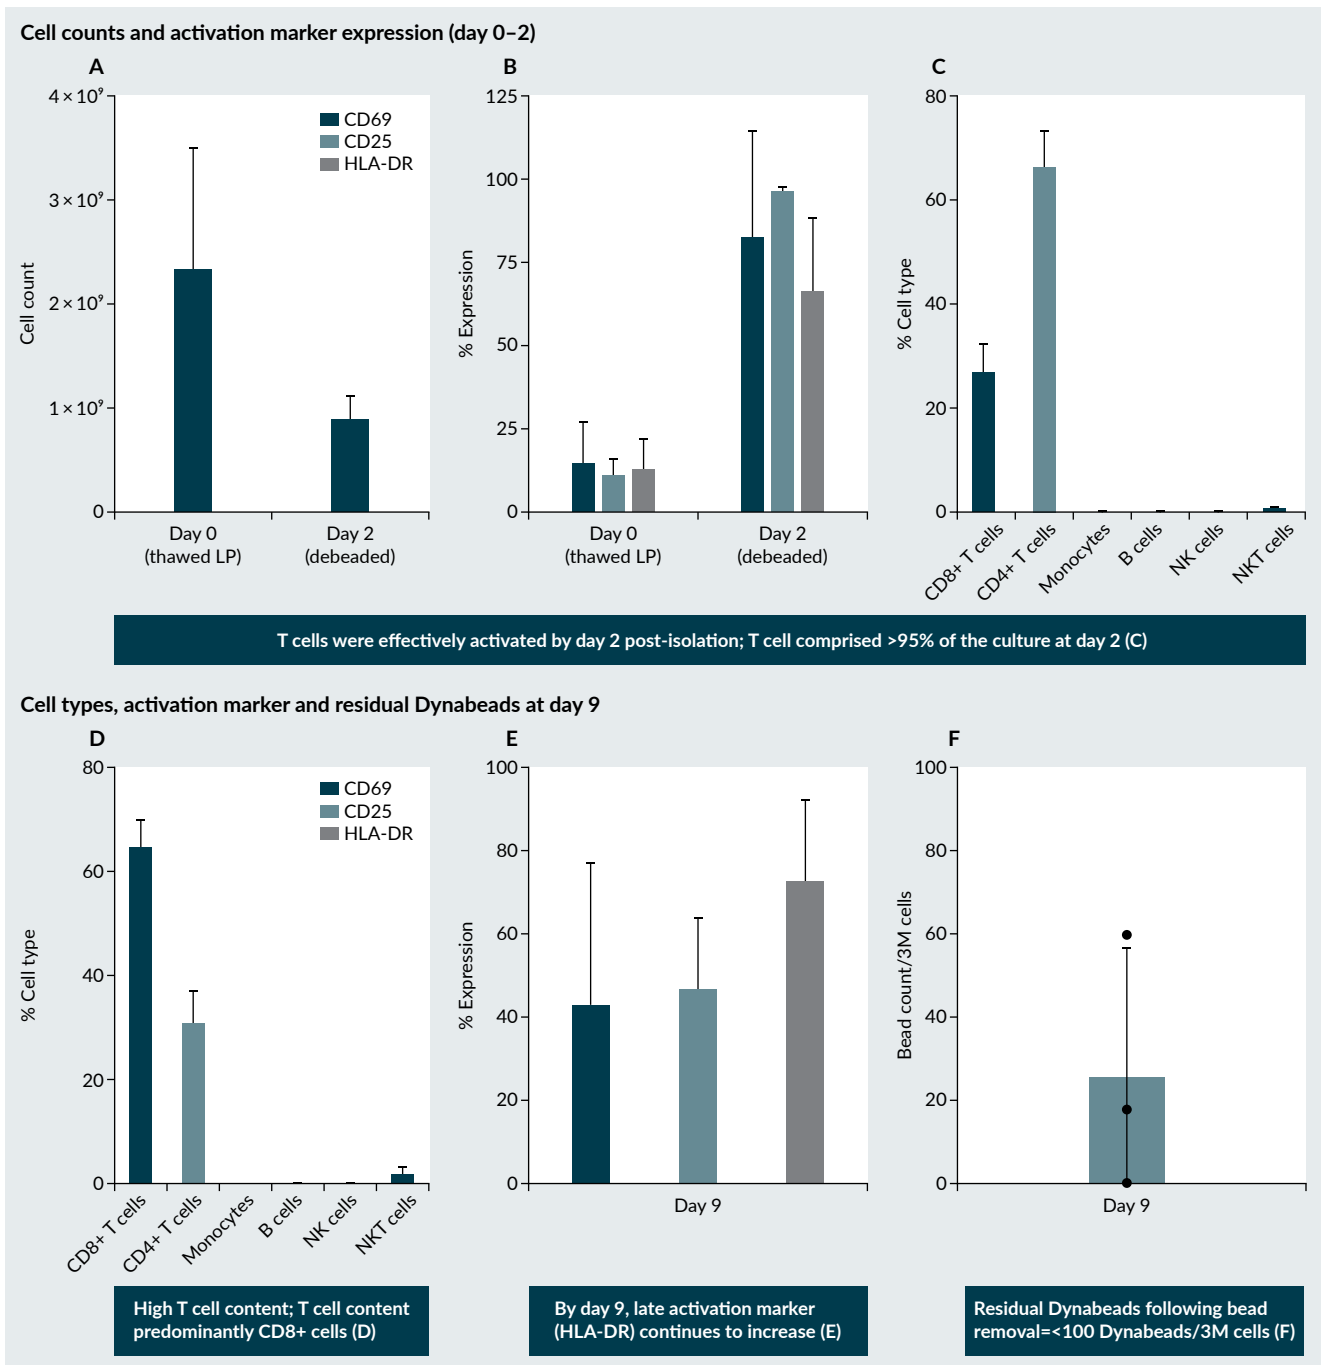 Cell counts and activation marker expression (day 0–2)
A
4 × 10⁹
3 × 10⁹
2 × 10⁹
1 × 10⁹
0
Cell count
CD69
CD25
HLA-DR
Day 0
(thawed LP)
Day 2
(debeaded)
B
125
100
75
50
25
0
% Expression
Day 0
(thawed LP)
Day 2
(debeaded)
C
80
60
40
20
0
% Cell type
CD8+ T cells
CD4+ T cells
Monocytes
B cells
NK cells
NKT cells
T cells were effectively activated by day 2 post-isolation; T cell comprised >95% of the culture at day 2 (C)
Cell types, activation marker and residual Dynabeads at day 9
D
80
60
40
20
0
% Cell type
CD69
CD25
HLA-DR
CD8+ T cells
CD4+ T cells
Monocytes
B cells
NK cells
NKT cells
E
100
80
60
40
20
0
% Expression
Day 9
F
100
80
60
40
20
0
Bead count/3M cells
Day 9
High T cell content; T cell content
predominantly CD8+ cells (D)
By day 9, late activation marker
(HLA-DR) continues to increase (E)
Residual Dynabeads following bead
removal=<100 Dynabeads/3M cells (F)